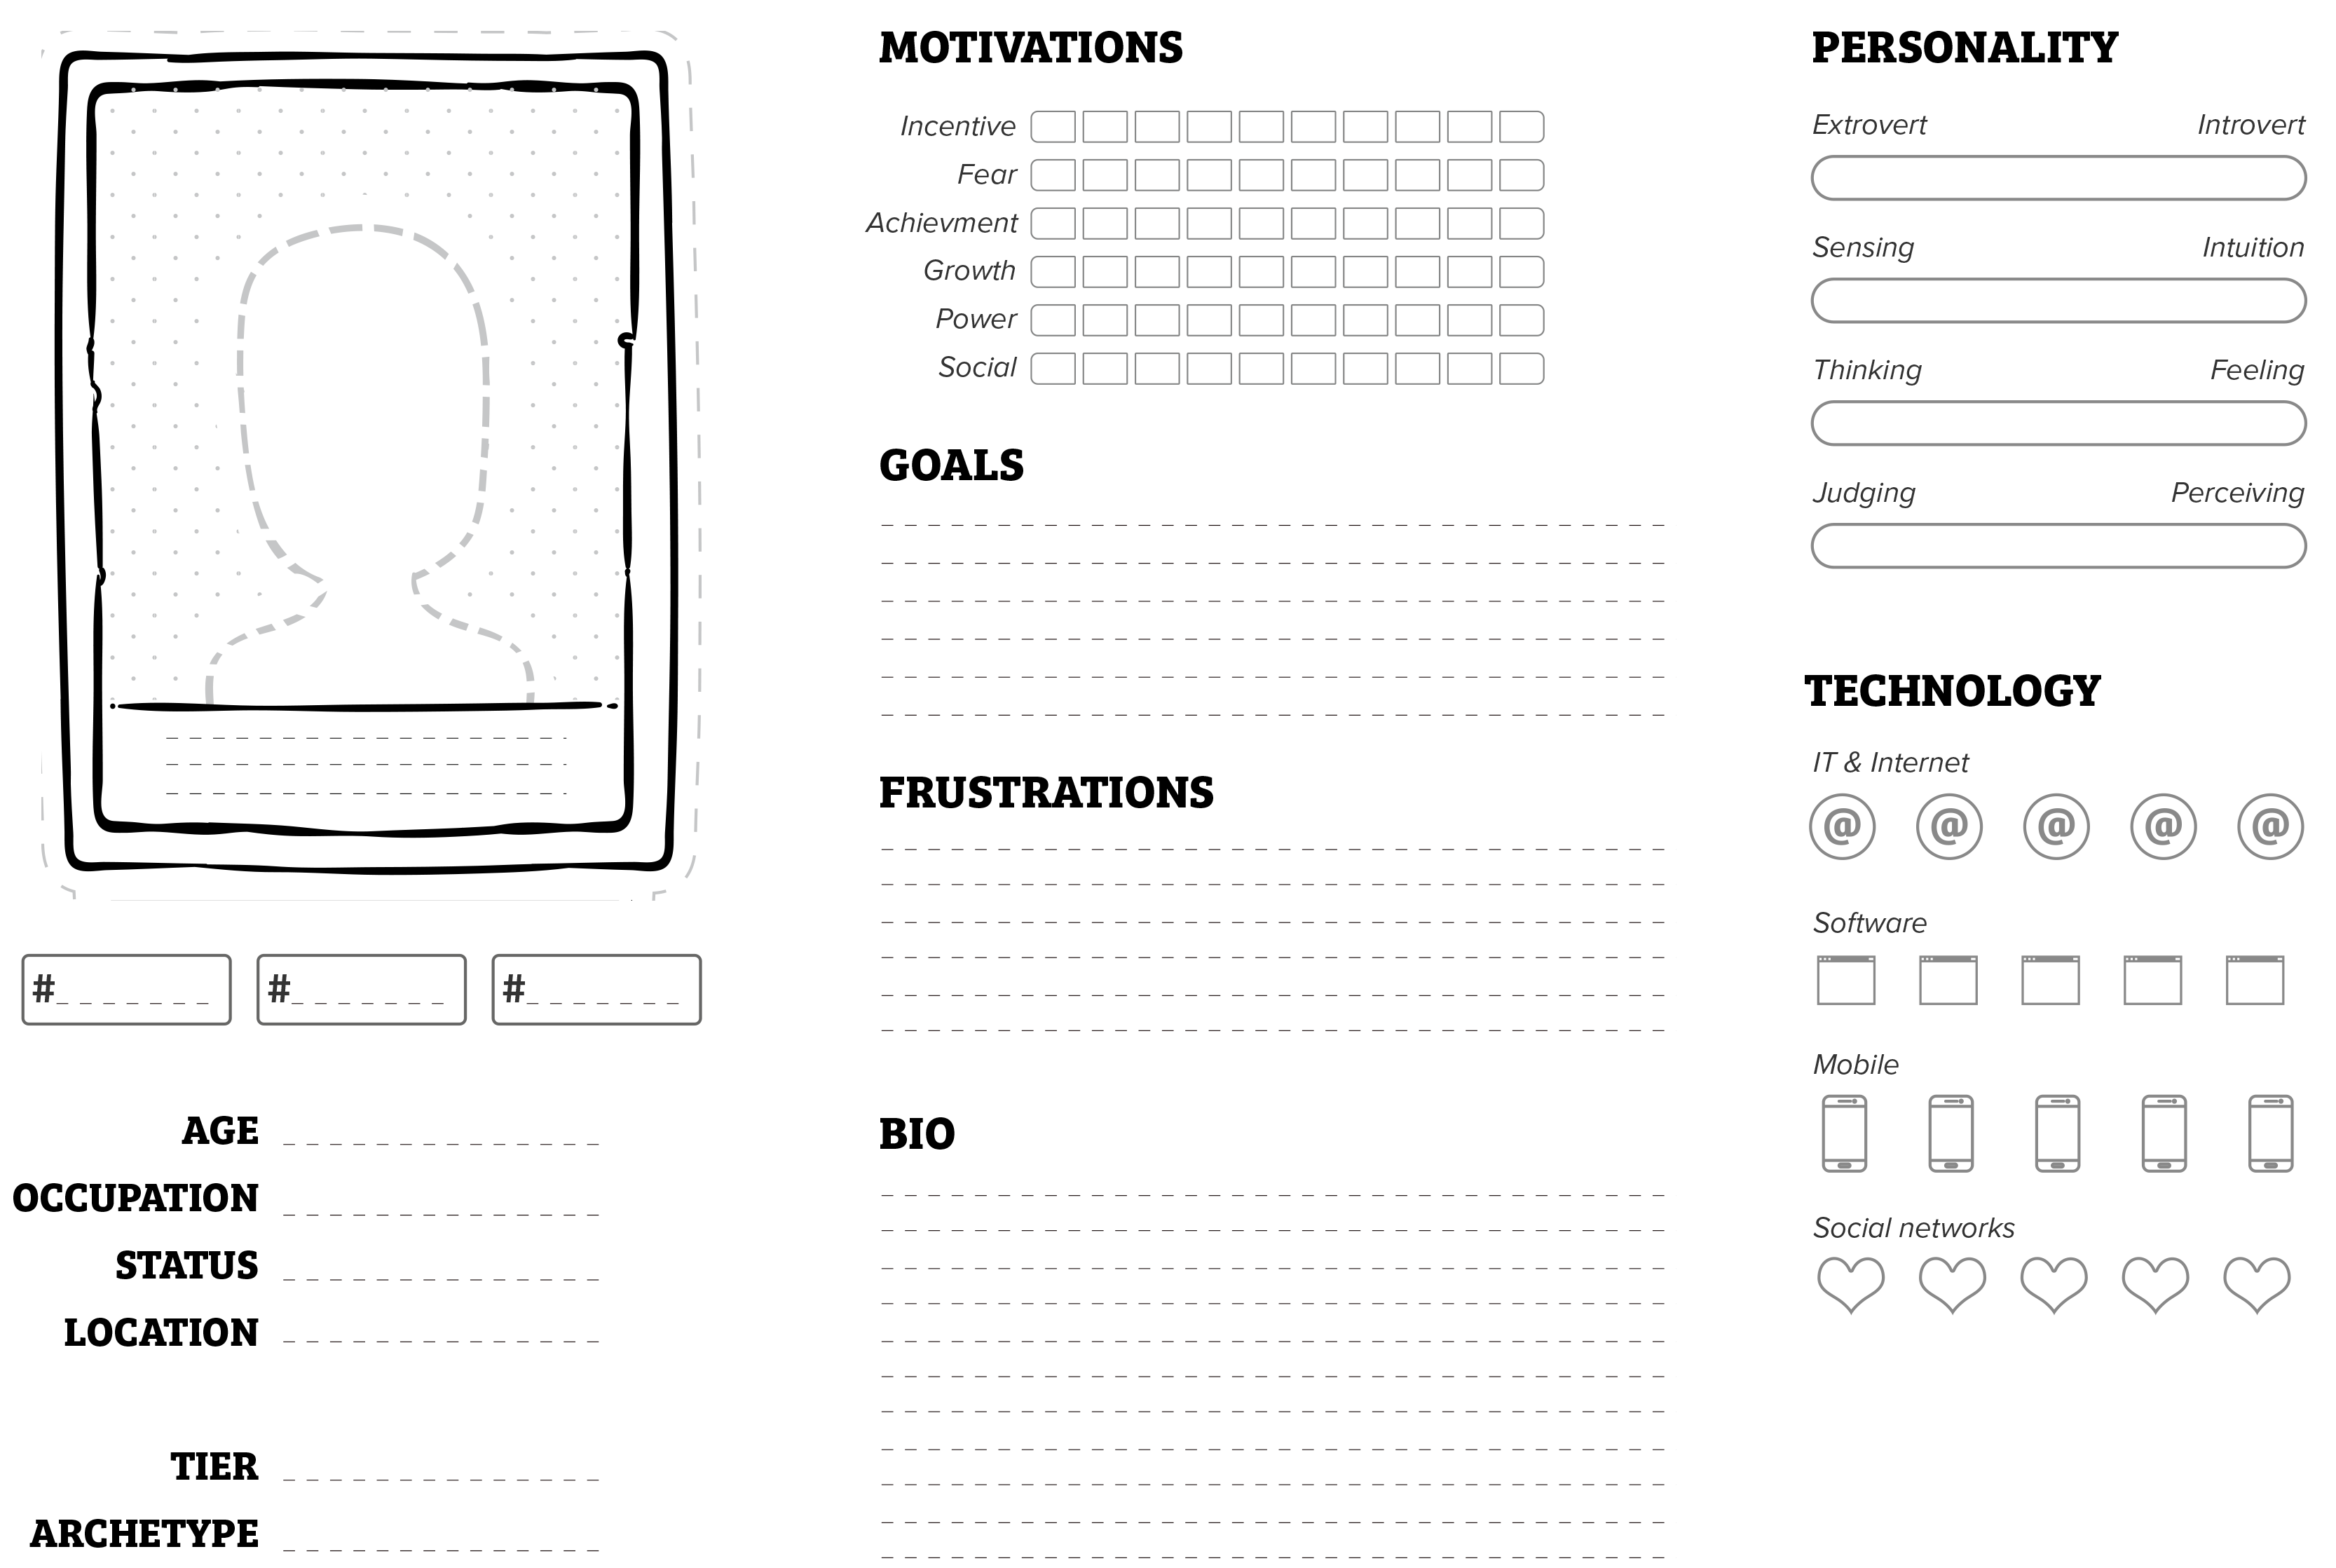 #_ _ _ _ _ _ _
#_ _ _ _ _ _ _
#_ _ _ _ _ _ _
AGE
OCCUPATION
STATUS
LOCATION
TIER
ARCHETYPE
MOTIVATIONS
Incentive
Fear
Achievment
Growth
Power
Social
GOALS
FRUSTRATIONS
BIO
PERSONALITY
Extrovert Introvert
Sensing Intuition
Thinking Feeling
Judging Perceiving
TECHNOLOGY
IT & Internet
@ @ @ @ @
Software
Mobile
Social networks